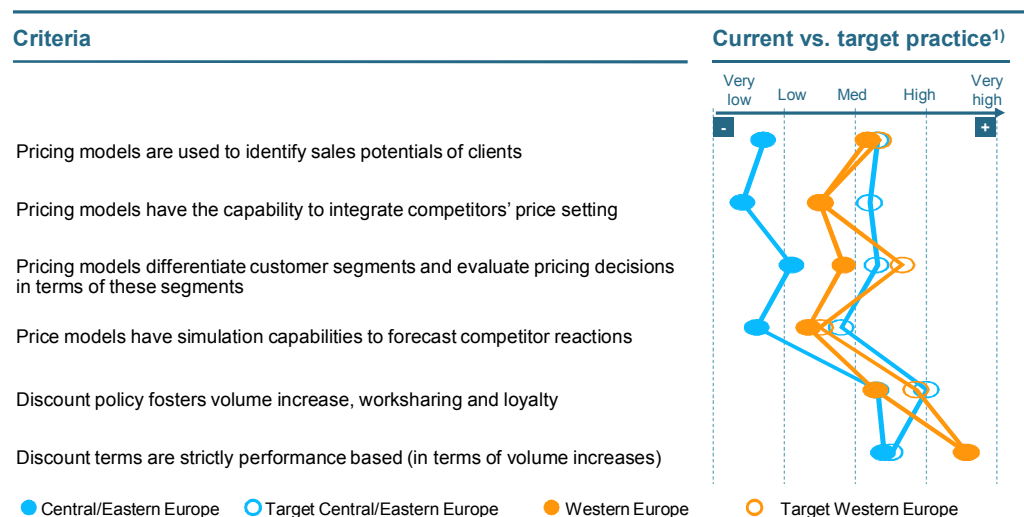 Criteria
Current vs. target practice1)
Very low
Low
Med
High
Very high
-
+
Pricing models are used to identify sales potentials of clients
Pricing models have the capability to integrate competitors’ price setting
Pricing models differentiate customer segments and evaluate pricing decisions
in terms of these segments
Price models have simulation capabilities to forecast competitor reactions
Discount policy fosters volume increase, worksharing and loyalty
Discount terms are strictly performance based (in terms of volume increases)
Central/Eastern Europe
Target Central/Eastern Europe
Western Europe
Target Western Europe